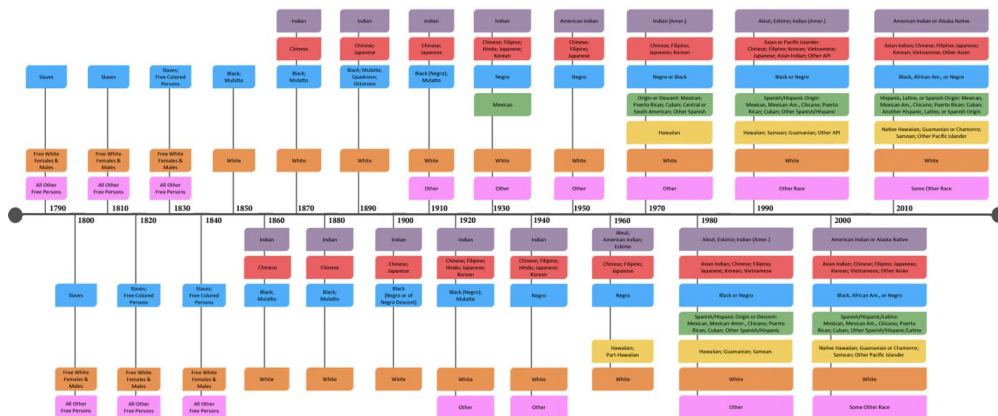 Indian
Indian
Indian
Indian
American Indian
Indian (Amer.)
Aleut; Eskimo; Indian (Amer.)
American Indian or Alaska Native
Chinese
Chinese;
Japanese
Chinese;
Japanese
Chinese; Filipino;
Hindu; Japanese;
Korean
Chinese;
Filipino;
Japanese
Chinese; Filipino;
Japanese; Korean
Asian or Pacific Islander:
Chinese; Filipino; Korean; Vietnamese;
Japanese; Asian Indian; Other API
Asian Indian; Chinese; Filipino; Japanese;
Korean; Vietnamese; Other Asian
Slaves
Slaves
Slaves;
Free Colored
Persons
Black;
Mulatto
Black;
Mulatto
Black; Mulatto;
Quadroon;
Octoroon
Black (Negro);
Mulatto
Negro
Negro
Negro or Black
Black or Negro
Black, African Am., or Negro
Mexican
Origin or Descent: Mexican;
Puerto Rican; Cuban; Central or
South American; Other Spanish
Spanish/Hispanic Origin:
Mexican, Mexican-Am., Chicano; Puerto
Rican; Cuban; Other Spanish/Hispanic
Hispanic, Latino, or Spanish Origin: Mexican,
Mexican Am., Chicano; Puerto Rican; Cuban;
Another Hispanic, Latino, or Spanish Origin
Hawaiian
Hawaiian; Samoan; Guamanian; Other API
Native Hawaiian; Guamanian or Chamorro;
Samoan; Other Pacific Islander
Free White
Females &
Males
Free White
Females &
Males
Free White
Females &
Males
White
White
White
White
White
White
White
White
White
All Other
Free Persons
All Other
Free Persons
All Other
Free Persons
Other
Other
Other
Other
Other Race
Some Other Race
1790
1810
1830
1850
1870
1890
1910
1930
1950
1970
1990
2010
1800
1820
1840
1860
1880
1900
1920
1940
1960
1980
2000
Indian
Indian
Indian
Indian
Indian
Aleut;
American Indian;
Eskimo
Aleut; Eskimo; Indian (Amer.)
American Indian or Alaska Native
Chinese
Chinese
Chinese;
Japanese
Chinese; Filipino;
Hindu; Japanese;
Korean
Chinese; Filipino;
Hindu; Japanese;
Korean
Chinese; Filipino;
Japanese
Asian Indian; Chinese; Filipino;
Japanese; Korean; Vietnamese
Asian Indian; Chinese; Filipino; Japanese;
Korean; Vietnamese; Other Asian
Slaves
Slaves;
Free Colored
Persons
Slaves;
Free Colored
Persons
Black;
Mulatto
Black;
Mulatto
Black
(Negro or of
Negro Descent)
Black (Negro);
Mulatto
Negro
Negro
Black or Negro
Black, African Am., or Negro
Spanish/Hispanic Origin or Descent:
Mexican, Mexican-Amer., Chicano; Puerto
Rican; Cuban; Other Spanish/Hispanic
Spanish/Hispanic/Latino:
Mexican, Mexican Am., Chicano; Puerto
Rican; Cuban; Other Spanish/Hispanic/Latino
Hawaiian;
Part-Hawaiian
Hawaiian; Guamanian; Samoan
Native Hawaiian; Guamanian or Chamorro;
Samoan; Other Pacific Islander
Free White
Females &
Males
Free White
Females &
Males
Free White
Females &
Males
White
White
White
White
White
White
White
White
All Other
Free Persons
All Other
Free Persons
All Other
Free Persons
Other
Other
Other
Some Other Race